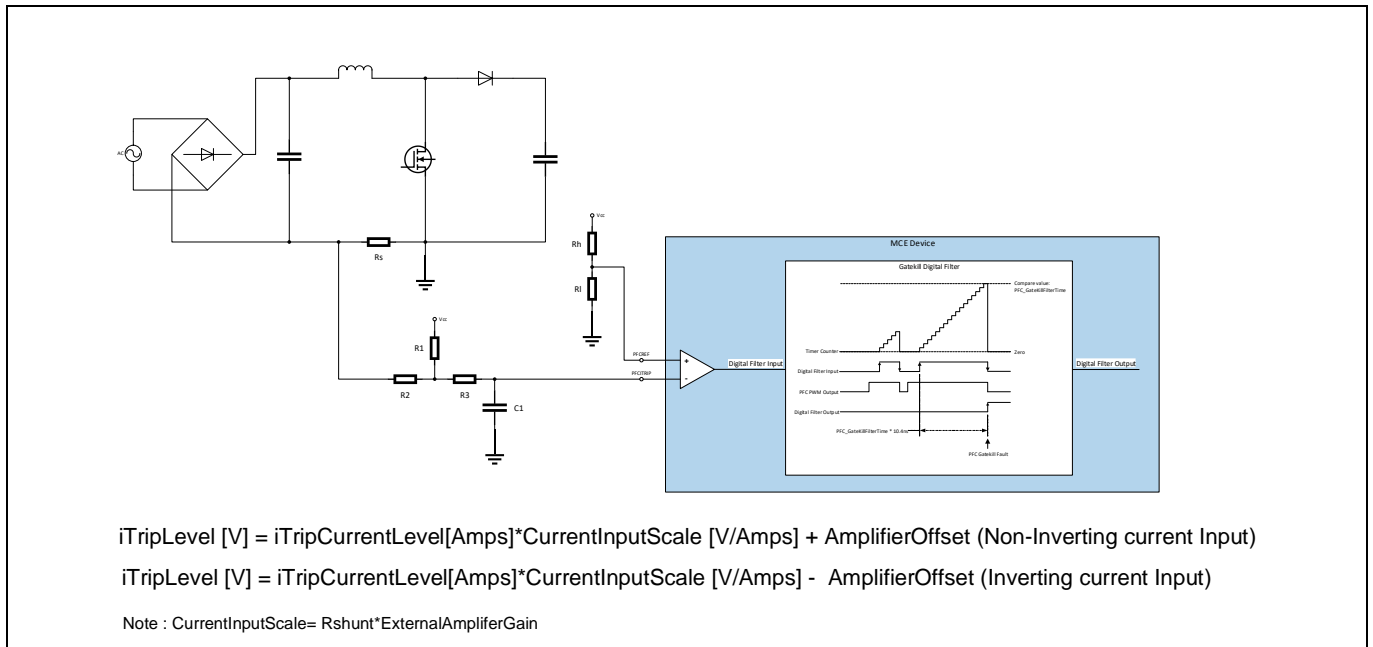 AC
Rs
Vcc
Rh
Rl
Vcc
R1
R2
R3
C1
PFCREF
PFCITRIP
+
-
MCE Device
Gatekill Digital Filter
Compare value:
PFC_GateKillFilterTime
Timer Counter
Zero
Digital Filter Input
Digital Filter Input
Digital Filter Output
PFC PWM Output
Digital Filter Output
PFC_GateKillFilterTime * 10.4ns
PFC Gatekill Fault
iTripLevel [V] = iTripCurrentLevel[Amps]*CurrentInputScale [V/Amps] + AmplifierOffset (Non-Inverting current Input)
iTripLevel [V] = iTripCurrentLevel[Amps]*CurrentInputScale [V/Amps] - AmplifierOffset (Inverting current Input)
Note : CurrentInputScale= Rshunt*ExternalAmpliferGain